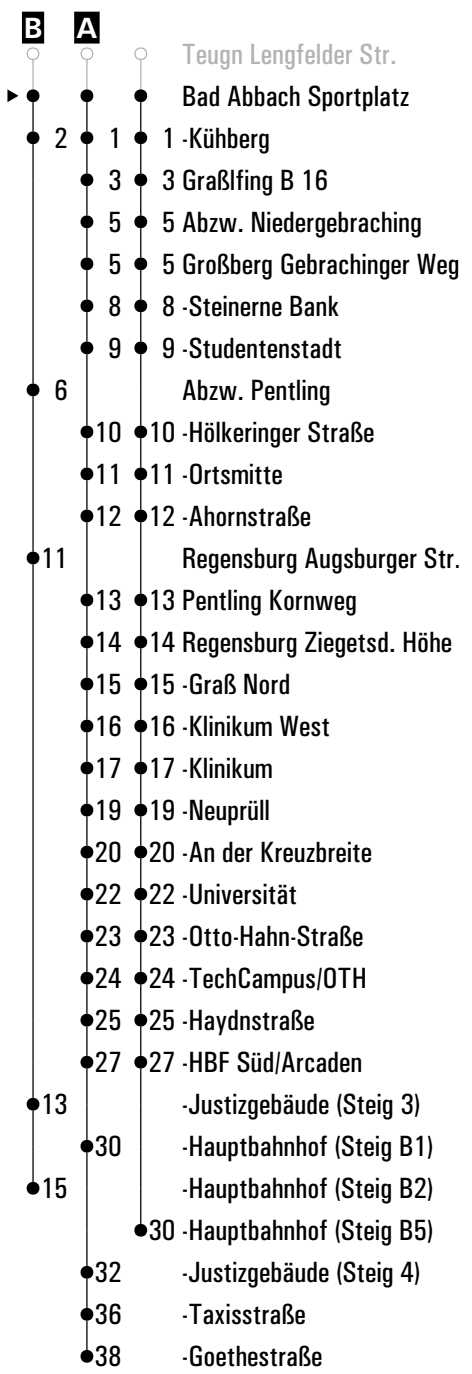 B A
Teugn Lengfelder Str.
Bad Abbach Sportplatz
2 1 1 -Kühberg
3 3 Graßlfing B 16
5 5 Abzw. Niedergebraching
5 5 Großberg Gebrachinger Weg
8 8 -Steinerne Bank
9 9 -Studentenstadt
6 Abzw. Pentling
10 10 -Hölkeringer Straße
11 11 -Ortsmitte
12 12 -Ahornstraße
11 Regensburg Augsburger Str.
13 13 Pentling Kornweg
14 14 Regensburg Ziegetsd. Höhe
15 15 -Graß Nord
16 16 -Klinikum West
17 17 -Klinikum
19 19 -Neuprüll
20 20 -An der Kreuzbreite
22 22 -Universität
23 23 -Otto-Hahn-Straße
24 24 -TechCampus/OTH
25 25 -Haydnstraße
27 27 -HBF Süd/Arcaden
13 -Justizgebäude (Steig 3)
30 -Hauptbahnhof (Steig B1)
15 -Hauptbahnhof (Steig B2)
30 -Hauptbahnhof (Steig B5)
32 -Justizgebäude (Steig 4)
36 -Taxisstraße
38 -Goethestraße